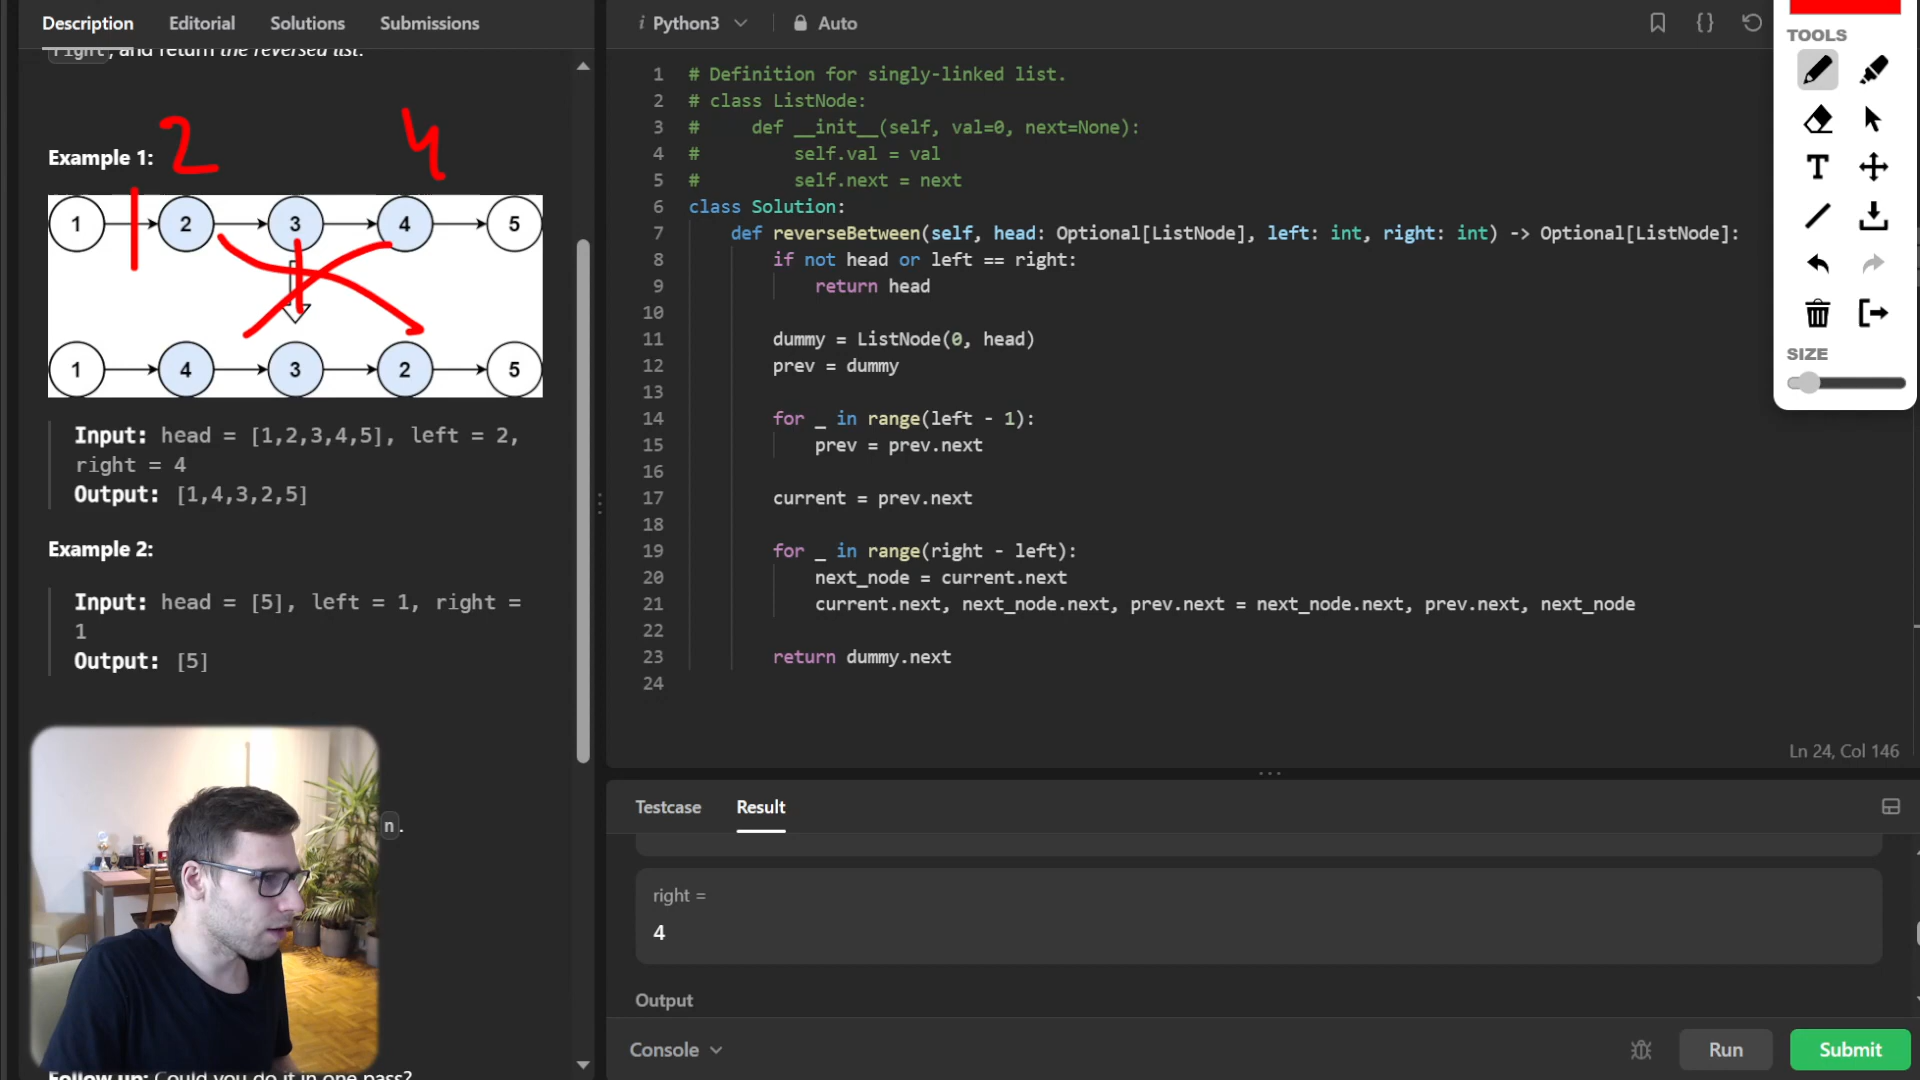 Description Editorial Solutions Submissions
right, and return the reversed list.
2 4
Example 1:
1 2 3 4 5
1 4 3 2 5
Input: head = [1,2,3,4,5], left = 2,
right = 4
Output: [1,4,3,2,5]
Example 2:
Input: head = [5], left = 1, right =
1
Output: [5]
n.
Follow up: Could you do it in one pass?
i Python3 Auto
1 # Definition for singly-linked list.
2 # class ListNode:
3 #     def __init__(self, val=0, next=None):
4 #         self.val = val
5 #         self.next = next
6 class Solution:
7     def reverseBetween(self, head: Optional[ListNode], left: int, right: int) -> Optional[ListNode]:
8         if not head or left == right:
9             return head
10
11         dummy = ListNode(0, head)
12         prev = dummy
13
14         for _ in range(left - 1):
15             prev = prev.next
16
17         current = prev.next
18
19         for _ in range(right - left):
20             next_node = current.next
21             current.next, next_node.next, prev.next = next_node.next, prev.next, next_node
22
23         return dummy.next
24
Ln 24, Col 146
Testcase Result
right =
4
Output
Console Run Submit
TOOLS
T
SIZE